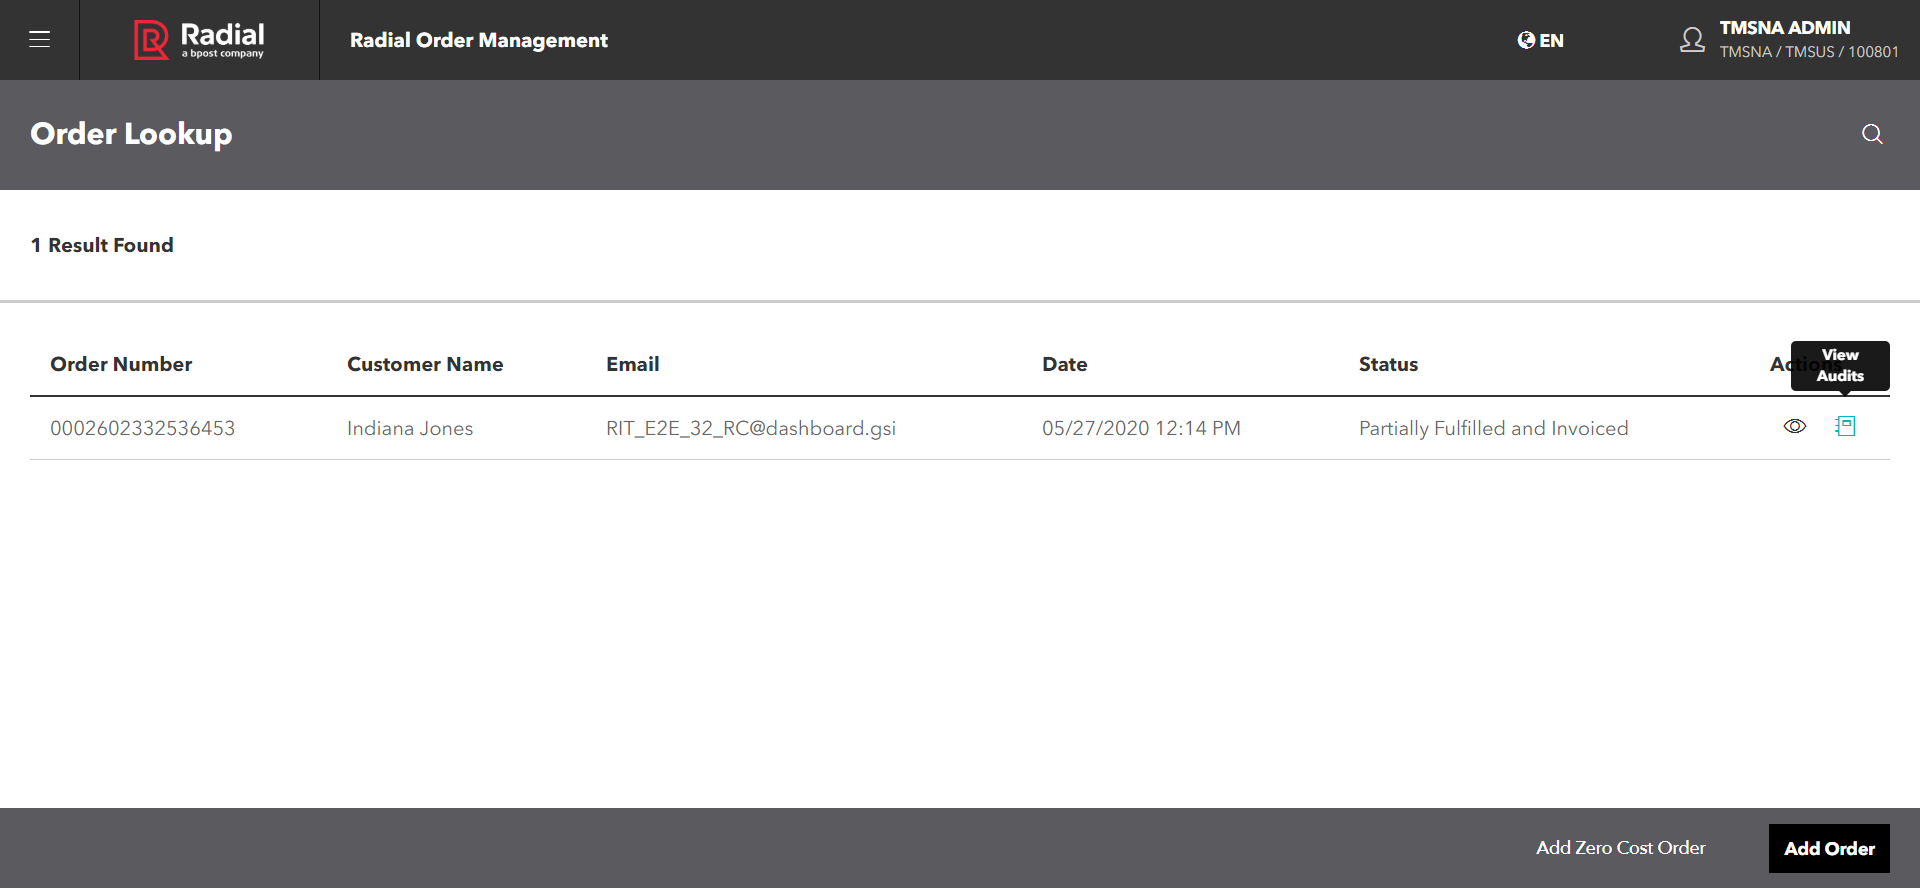 Radial
a bpost company
Radial Order Management
EN
TMSNA ADMIN
TMSNA / TMSUS / 100801
Order Lookup
1 Result Found
Order Number Customer Name Email Date Status Actions
View
Audits
0002602332536453 Indiana Jones RIT_E2E_32_RC@dashboard.gsi 05/27/2020 12:14 PM Partially Fulfilled and Invoiced
Add Zero Cost Order Add Order